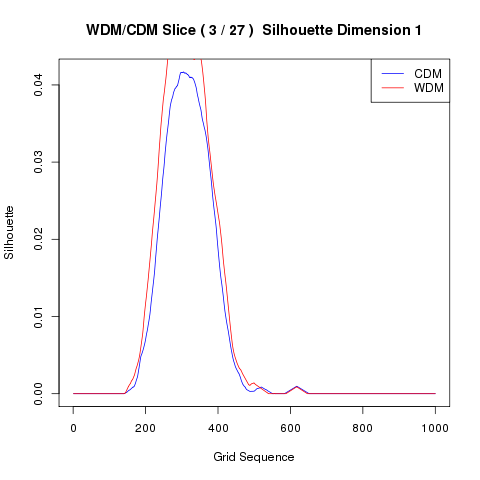 WDM/CDM Slice ( 3 / 27 )  Silhouette Dimension 1
CDM
WDM
Silhouette
0.04
0.03
0.02
0.01
0.00
0 200 400 600 800 1000
Grid Sequence